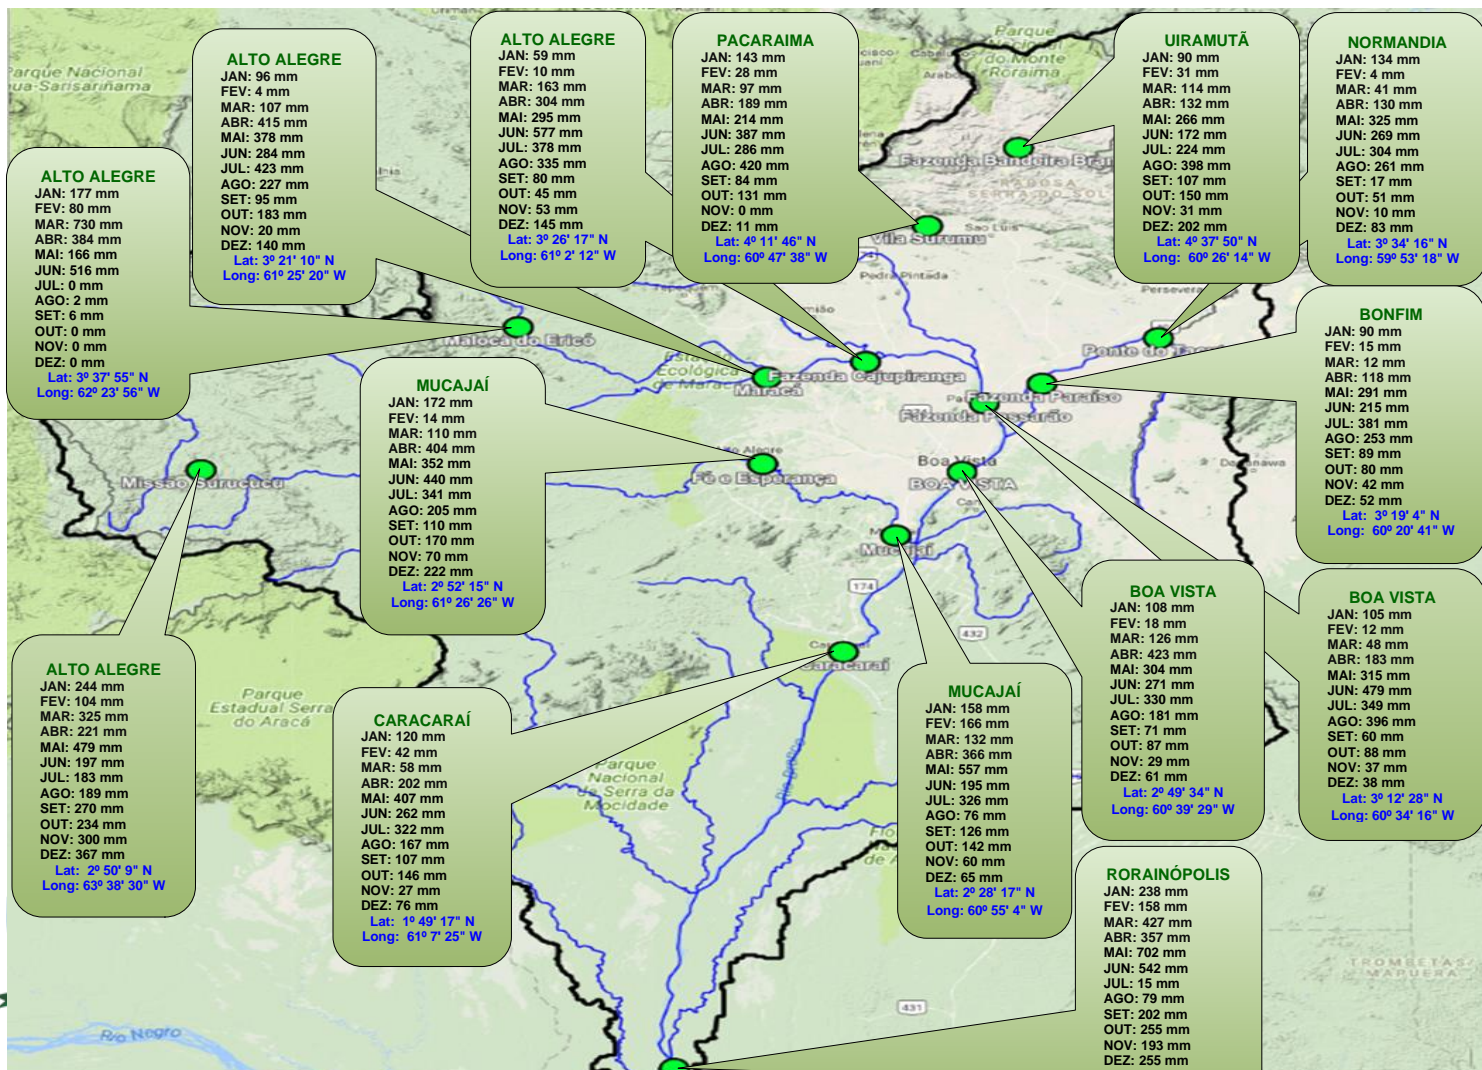 ALTO ALEGRE
JAN: 177 mm
FEV: 80 mm
MAR: 730 mm
ABR: 384 mm
MAI: 166 mm
JUN: 516 mm
JUL: 0 mm
AGO: 2 mm
SET: 6 mm
OUT: 0 mm
NOV: 0 mm
DEZ: 0 mm
Lat: 3º 37' 55" N
Long: 62º 23' 56" W
ALTO ALEGRE
JAN: 96 mm
FEV: 4 mm
MAR: 107 mm
ABR: 415 mm
MAI: 378 mm
JUN: 284 mm
JUL: 423 mm
AGO: 227 mm
SET: 95 mm
OUT: 183 mm
NOV: 20 mm
DEZ: 140 mm
Lat: 3º 21' 10" N
Long: 61º 25' 20" W
ALTO ALEGRE
JAN: 59 mm
FEV: 10 mm
MAR: 163 mm
ABR: 304 mm
MAI: 295 mm
JUN: 577 mm
JUL: 378 mm
AGO: 335 mm
SET: 80 mm
OUT: 45 mm
NOV: 53 mm
DEZ: 145 mm
Lat: 3º 26' 17" N
Long: 61º 2' 12" W
PACARAIMA
JAN: 143 mm
FEV: 28 mm
MAR: 97 mm
ABR: 189 mm
MAI: 214 mm
JUN: 387 mm
JUL: 286 mm
AGO: 420 mm
SET: 84 mm
OUT: 131 mm
NOV: 0 mm
DEZ: 11 mm
Lat: 4º 11' 46" N
Long: 60º 47' 38" W
UIRAMUTÃ
JAN: 90 mm
FEV: 31 mm
MAR: 114 mm
ABR: 132 mm
MAI: 266 mm
JUN: 172 mm
JUL: 224 mm
AGO: 398 mm
SET: 107 mm
OUT: 150 mm
NOV: 31 mm
DEZ: 202 mm
Lat: 4º 37' 50" N
Long: 60º 26' 14" W
NORMANDIA
JAN: 134 mm
FEV: 4 mm
MAR: 41 mm
ABR: 130 mm
MAI: 325 mm
JUN: 269 mm
JUL: 304 mm
AGO: 261 mm
SET: 17 mm
OUT: 51 mm
NOV: 10 mm
DEZ: 83 mm
Lat: 3º 34' 16" N
Long: 59º 53' 18" W
BONFIM
JAN: 90 mm
FEV: 15 mm
MAR: 12 mm
ABR: 118 mm
MAI: 291 mm
JUN: 215 mm
JUL: 381 mm
AGO: 253 mm
SET: 89 mm
OUT: 80 mm
NOV: 42 mm
DEZ: 52 mm
Lat: 3º 19' 4" N
Long: 60º 20' 41" W
MUCAJAÍ
JAN: 172 mm
FEV: 14 mm
MAR: 110 mm
ABR: 404 mm
MAI: 352 mm
JUN: 440 mm
JUL: 341 mm
AGO: 205 mm
SET: 110 mm
OUT: 170 mm
NOV: 70 mm
DEZ: 222 mm
Lat: 2º 52' 15" N
Long: 61º 26' 26" W
ALTO ALEGRE
JAN: 244 mm
FEV: 104 mm
MAR: 325 mm
ABR: 221 mm
MAI: 479 mm
JUN: 197 mm
JUL: 183 mm
AGO: 189 mm
SET: 270 mm
OUT: 234 mm
NOV: 300 mm
DEZ: 367 mm
Lat: 2º 50' 9" N
Long: 63º 38' 30" W
CARACARAÍ
JAN: 120 mm
FEV: 42 mm
MAR: 58 mm
ABR: 202 mm
MAI: 407 mm
JUN: 262 mm
JUL: 322 mm
AGO: 167 mm
SET: 107 mm
OUT: 146 mm
NOV: 27 mm
DEZ: 76 mm
Lat: 1º 49' 17" N
Long: 61º 7' 25" W
MUCAJAÍ
JAN: 158 mm
FEV: 166 mm
MAR: 132 mm
ABR: 366 mm
MAI: 557 mm
JUN: 195 mm
JUL: 326 mm
AGO: 76 mm
SET: 126 mm
OUT: 142 mm
NOV: 60 mm
DEZ: 65 mm
Lat: 2º 28' 17" N
Long: 60º 55' 4" W
BOA VISTA
JAN: 108 mm
FEV: 18 mm
MAR: 126 mm
ABR: 423 mm
MAI: 304 mm
JUN: 271 mm
JUL: 330 mm
AGO: 181 mm
SET: 71 mm
OUT: 87 mm
NOV: 29 mm
DEZ: 61 mm
Lat: 2º 49' 34" N
Long: 60º 39' 29" W
BOA VISTA
JAN: 105 mm
FEV: 12 mm
MAR: 48 mm
ABR: 183 mm
MAI: 315 mm
JUN: 479 mm
JUL: 349 mm
AGO: 396 mm
SET: 60 mm
OUT: 88 mm
NOV: 37 mm
DEZ: 38 mm
Lat: 3º 12' 28" N
Long: 60º 34' 16" W
RORAINÓPOLIS
JAN: 238 mm
FEV: 158 mm
MAR: 427 mm
ABR: 357 mm
MAI: 702 mm
JUN: 542 mm
JUL: 15 mm
AGO: 79 mm
SET: 202 mm
OUT: 255 mm
NOV: 193 mm
DEZ: 255 mm
Parque Nacional
Parque
do Monte
Roraima
Fazenda Bandeira
RAPOSA
SERRA DO SOL
Vila Surumu
São Luis
Pedra Pintada
Maloca do Ericó
Estação
Ecológica
de Maracá
Maracá
Fazenda Cajupiranga
Ponte do
Fazenda Paraíso
Fazenda Passarão
Missão Surucucu
Alegre
Fé e Esperança
Boa Vista
BOA VISTA
Mucajaí
174
432
Caracaraí
Parque
Estadual Serra
do Aracá
Parque
Nacional
da Serra da
Mocidade
Rio Branco
431
Rio Negro
TROMBETAS/
MAPUERA